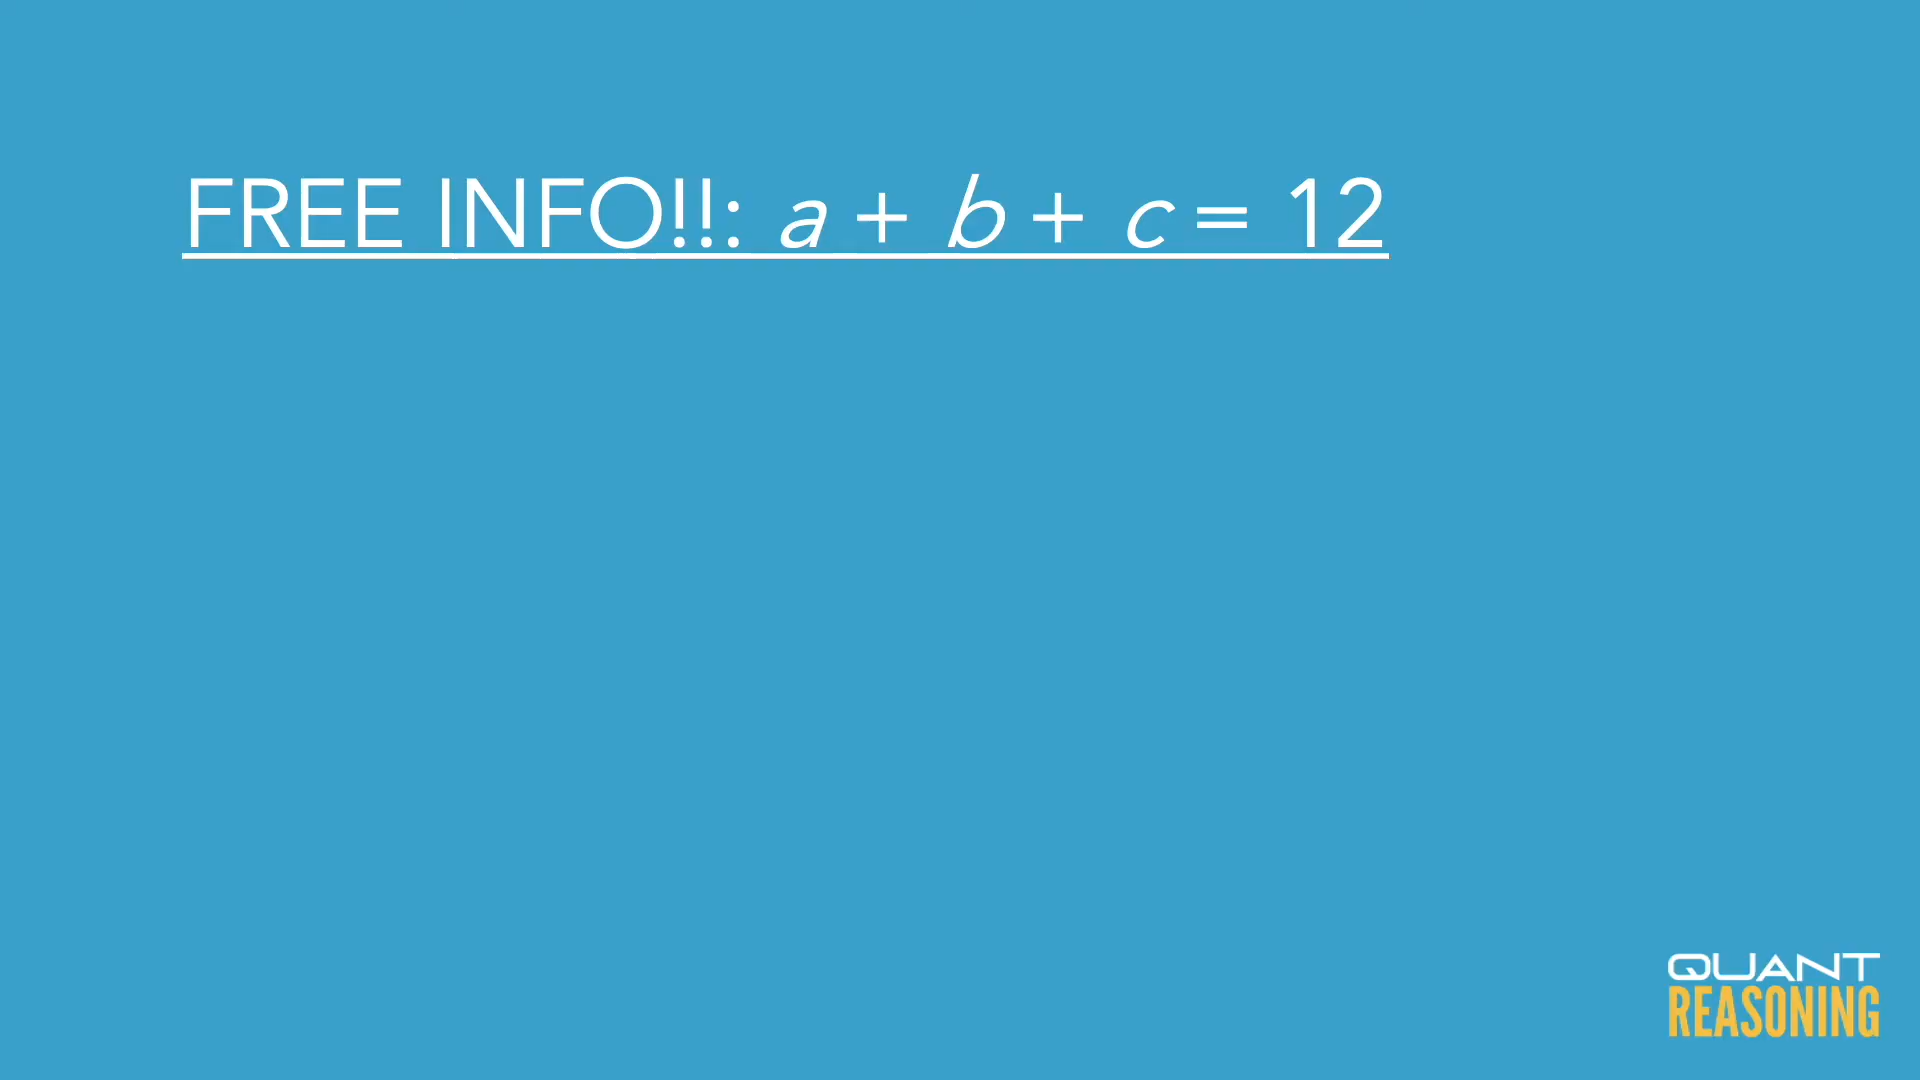 FREE INFO!!: a + b + c = 12
QUANT
REASONING